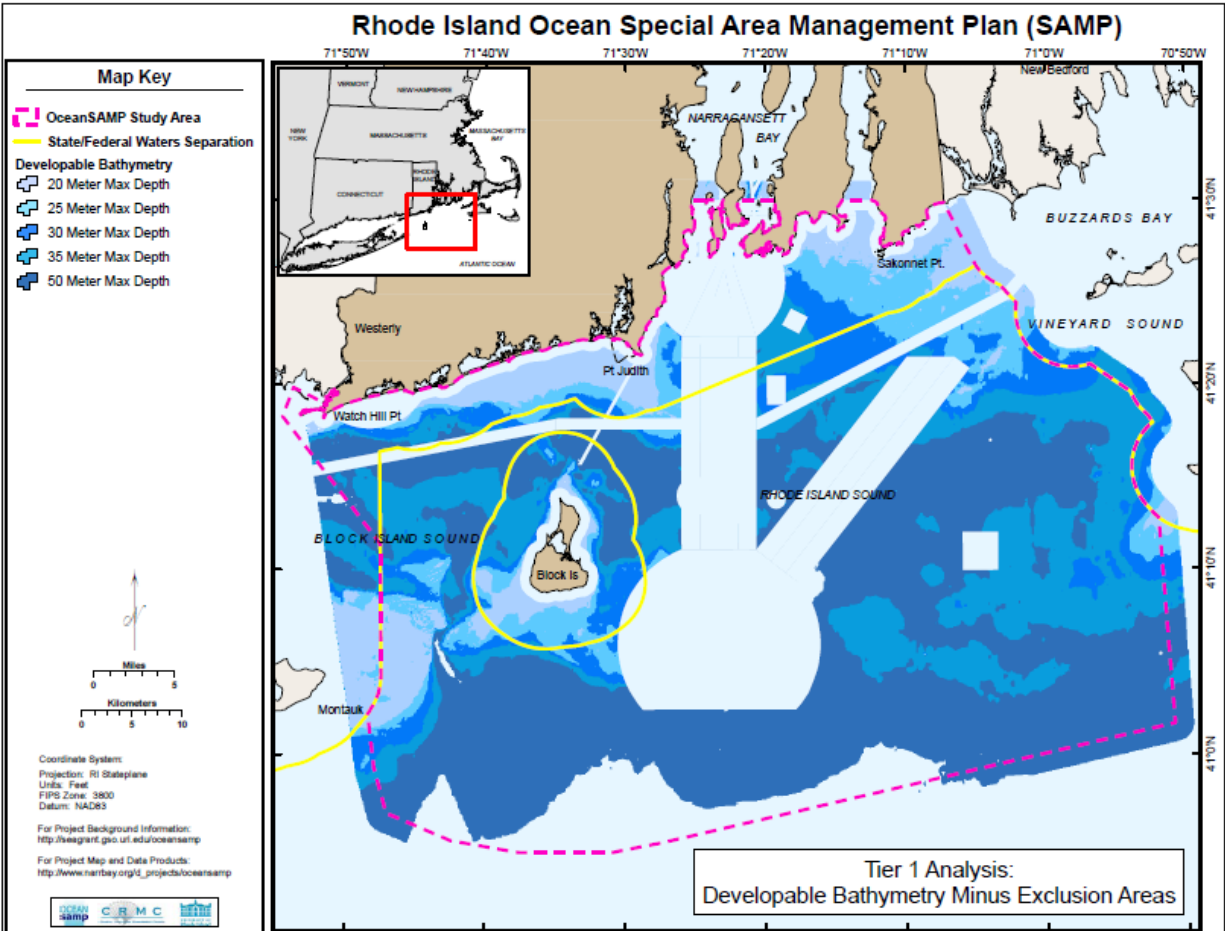 Rhode Island Ocean Special Area Management Plan (SAMP)
71°50'W 71°40'W 71°30'W 71°20'W 71°10'W 71°0'W 70°50'W
Map Key
OceanSAMP Study Area
State/Federal Waters Separation
Developable Bathymetry
20 Meter Max Depth
25 Meter Max Depth
30 Meter Max Depth
35 Meter Max Depth
50 Meter Max Depth
N
Miles
0 5
Kilometers
0 5 10
Coordinate System:
Projection: RI Stateplane
Units: Feet
FIPS Zone: 3800
Datum: NAD83
For Project Background Information:
http://seagrant.gso.uri.edu/oceansamp
For Project Map and Data Products:
http://www.narrbay.org/d_projects/oceansamp
OCEAN
samp
C R M C
VERMONT
NEW HAMPSHIRE
NEW
YORK
MASSACHUSETTS
MASSACHUSETTS
BAY
CONNECTICUT
RHODE
ISLAND
ATLANTIC OCEAN
New Bedford
NARRAGANSETT
BAY
BUZZARDS BAY
Sakonnet Pt.
VINEYARD SOUND
Westerly
Pt Judith
Watch Hill Pt
RHODE ISLAND SOUND
BLOCK ISLAND SOUND
Block Is
Montauk
41°30'N
41°20'N
41°10'N
41°0'N
Tier 1 Analysis:
Developable Bathymetry Minus Exclusion Areas